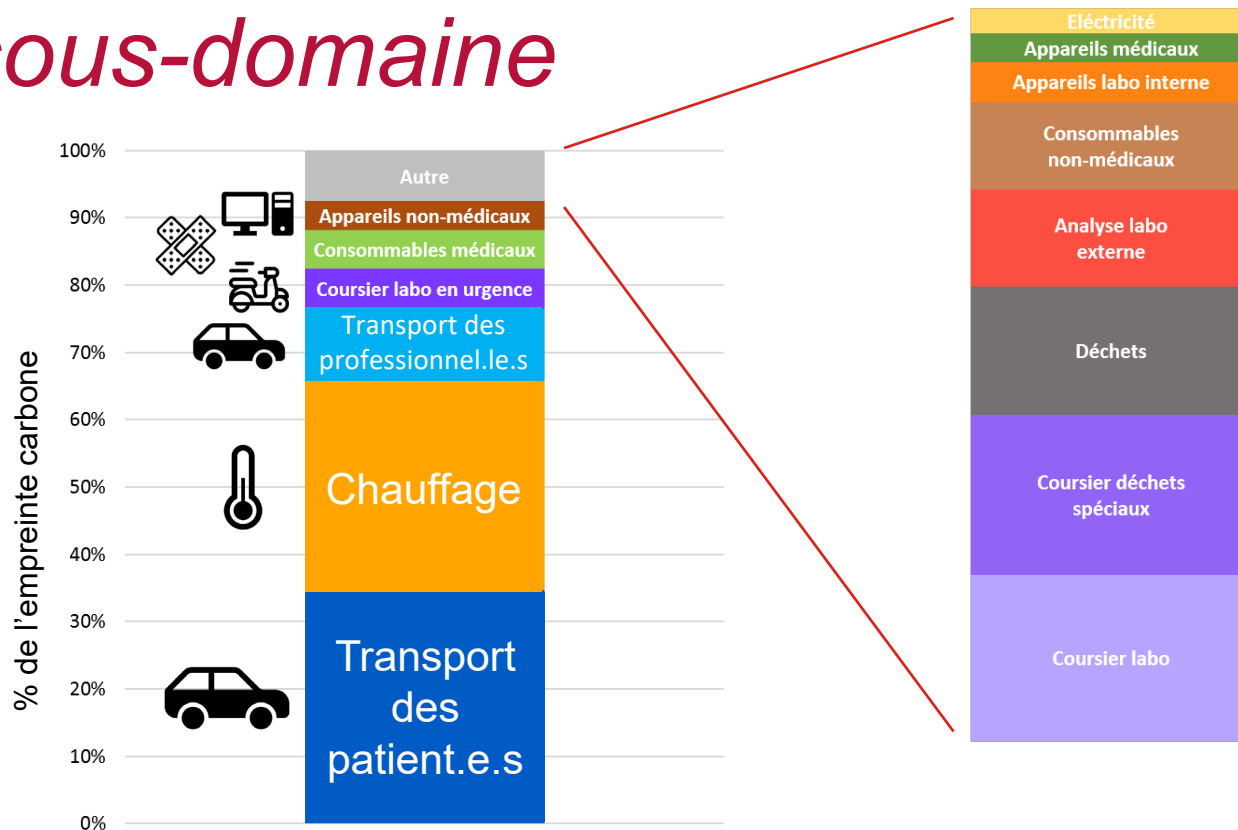 sous-domaine
% de l'empreinte carbone
100%
90%
80%
70%
60%
50%
40%
30%
20%
10%
0%
Autre
Appareils non-médicaux
Consommables médicaux
Coursier labo en urgence
Transport des
professionnel.le.s
Chauffage
Transport
des
patient.e.s
Eléctricité
Appareils médicaux
Appareils labo interne
Consommables
non-médicaux
Analyse labo
externe
Déchets
Coursier déchets
spéciaux
Coursier labo